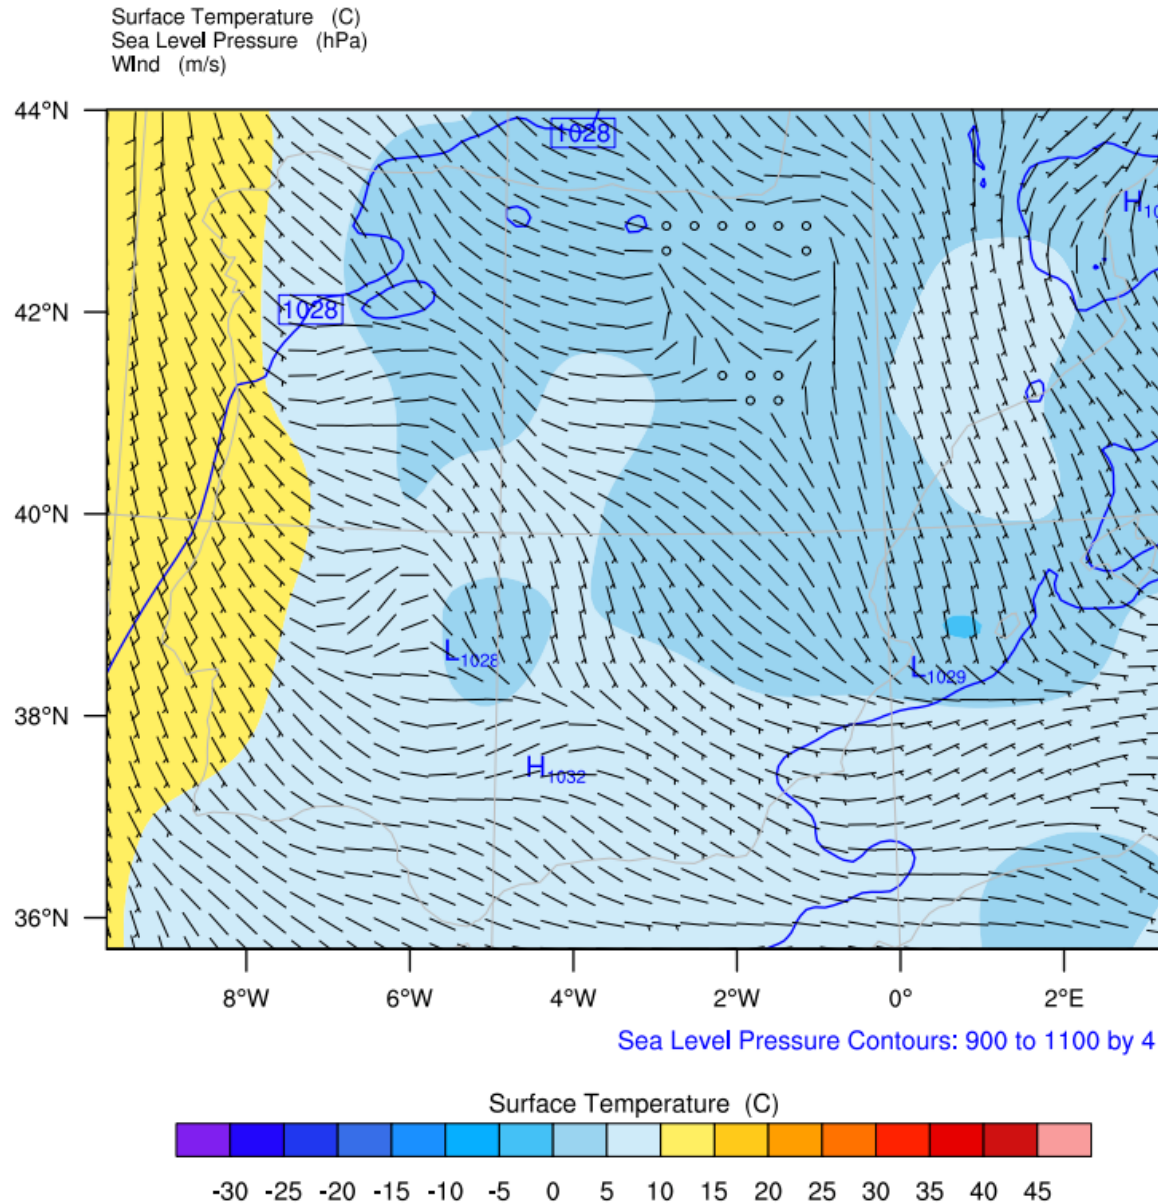 Surface Temperature (C)
Sea Level Pressure (hPa)
Wind (m/s)
44°N
1028
H
42°N
1028
40°N
L1028
L1029
38°N
H1032
36°N
8°W 6°W 4°W 2°W 0° 2°E
Sea Level Pressure Contours: 900 to 1100 by 4
Surface Temperature (C)
-30 -25 -20 -15 -10 -5 0 5 10 15 20 25 30 35 40 45